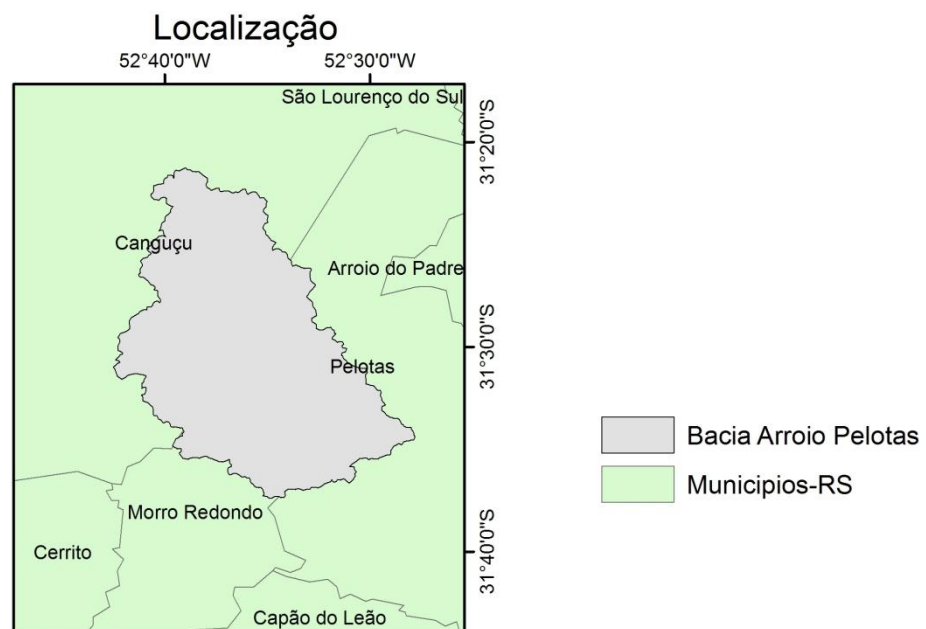 Localização
52°40'0"W
52°30'0"W
São Lourenço do Sul
31°20'0"S
Canguçu
Arroio do Padre
31°30'0"S
Pelotas
Bacia Arroio Pelotas
Municipios-RS
Morro Redondo
Cerrito
31°40'0"S
Capão do Leão